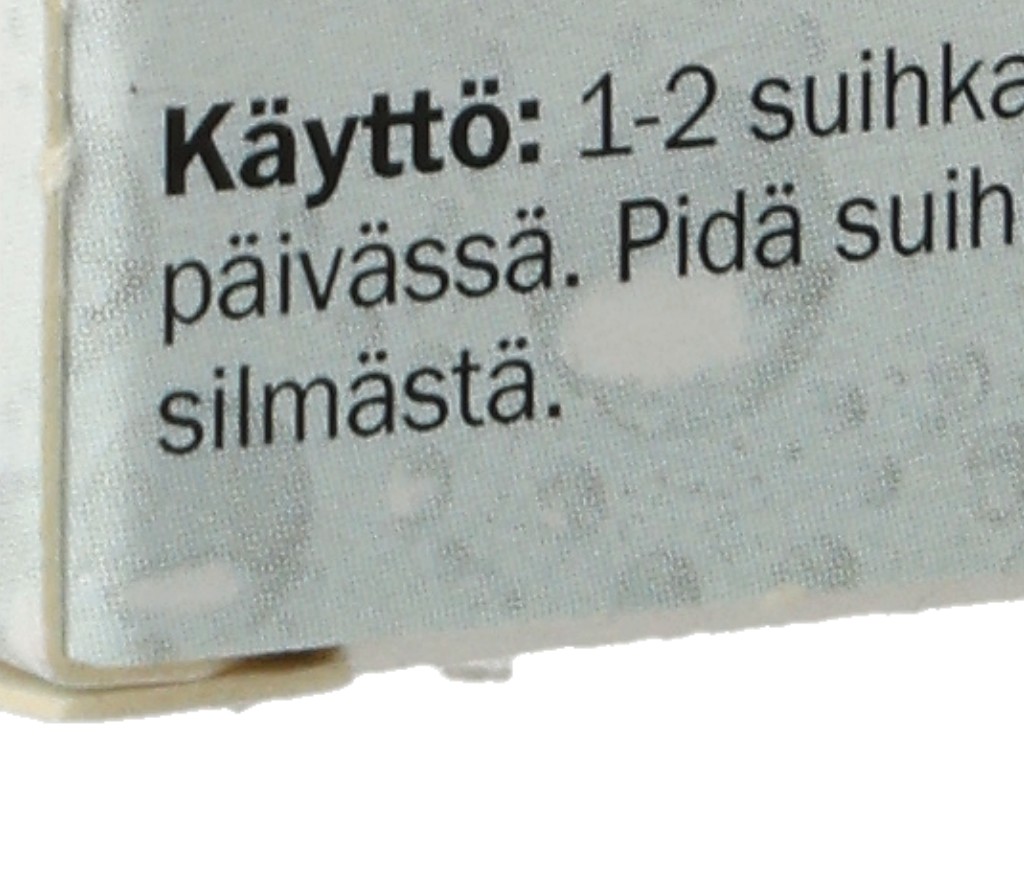 Käyttö: 1-2 suihka
päivässä. Pidä suih
silmästä.